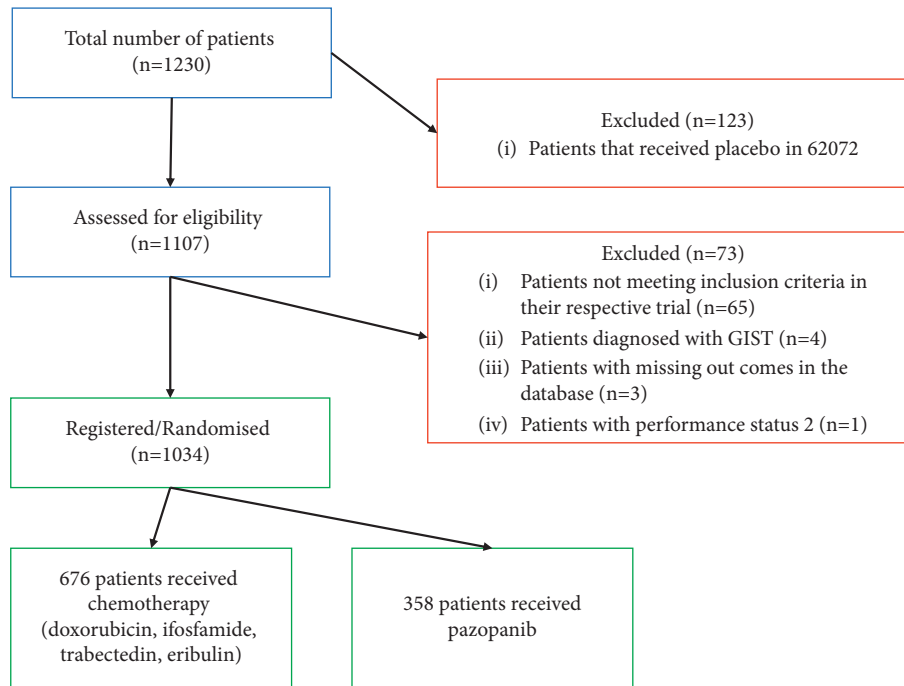 Total number of patients
(n=1230)
Excluded (n=123)
(i) Patients that received placebo in 62072
Assessed for eligibility
(n=1107)
Excluded (n=73)
(i) Patients not meeting inclusion criteria in
their respective trial (n=65)
(ii) Patients diagnosed with GIST (n=4)
(iii) Patients with missing out comes in the
database (n=3)
(iv) Patients with performance status 2 (n=1)
Registered/Randomised
(n=1034)
676 patients received
chemotherapy
(doxorubicin, ifosfamide,
trabectedin, eribulin)
358 patients received
pazopanib